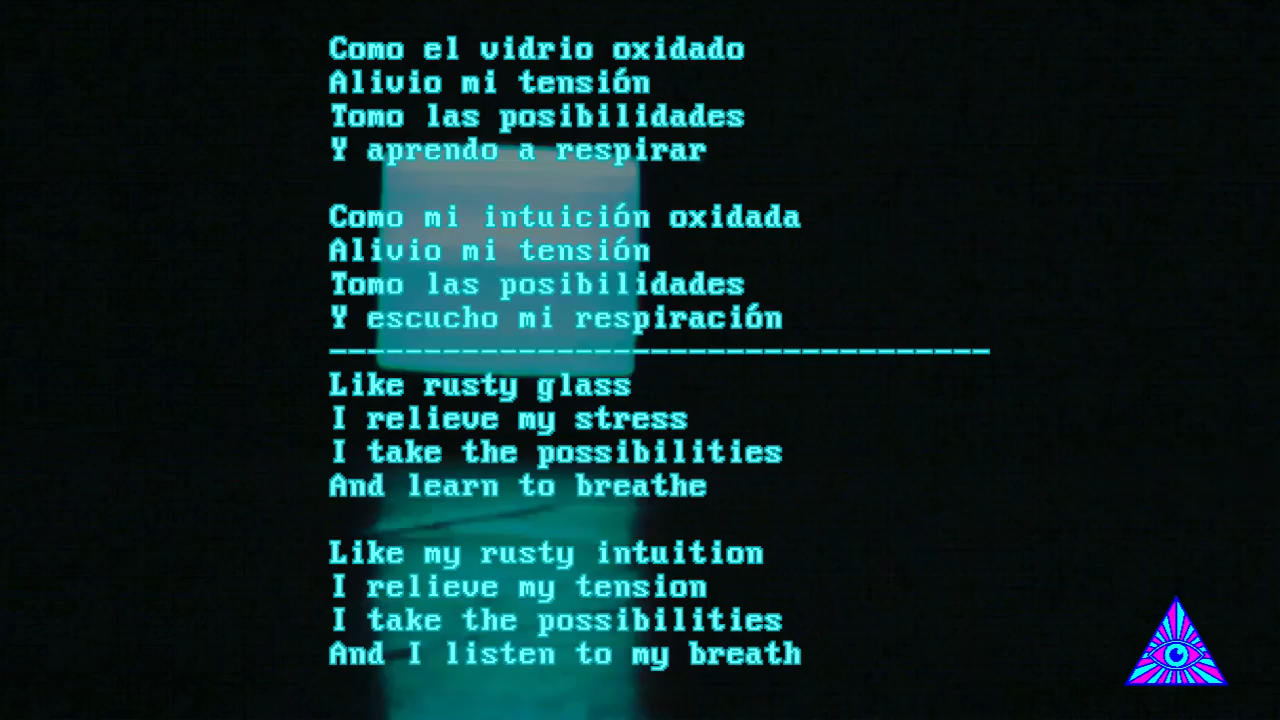 Como el vidrio oxidado
Alivio mi tensión
Tomo las posibilidades
Y aprendo a respirar
Como mi intuición oxidada
Alivio mi tensión
Tomo las posibilidades
Y escucho mi respiración
-----------------------------------
Like rusty glass
I relieve my stress
I take the possibilities
And learn to breathe
Like my rusty intuition
I relieve my tension
I take the possibilities
And I listen to my breath